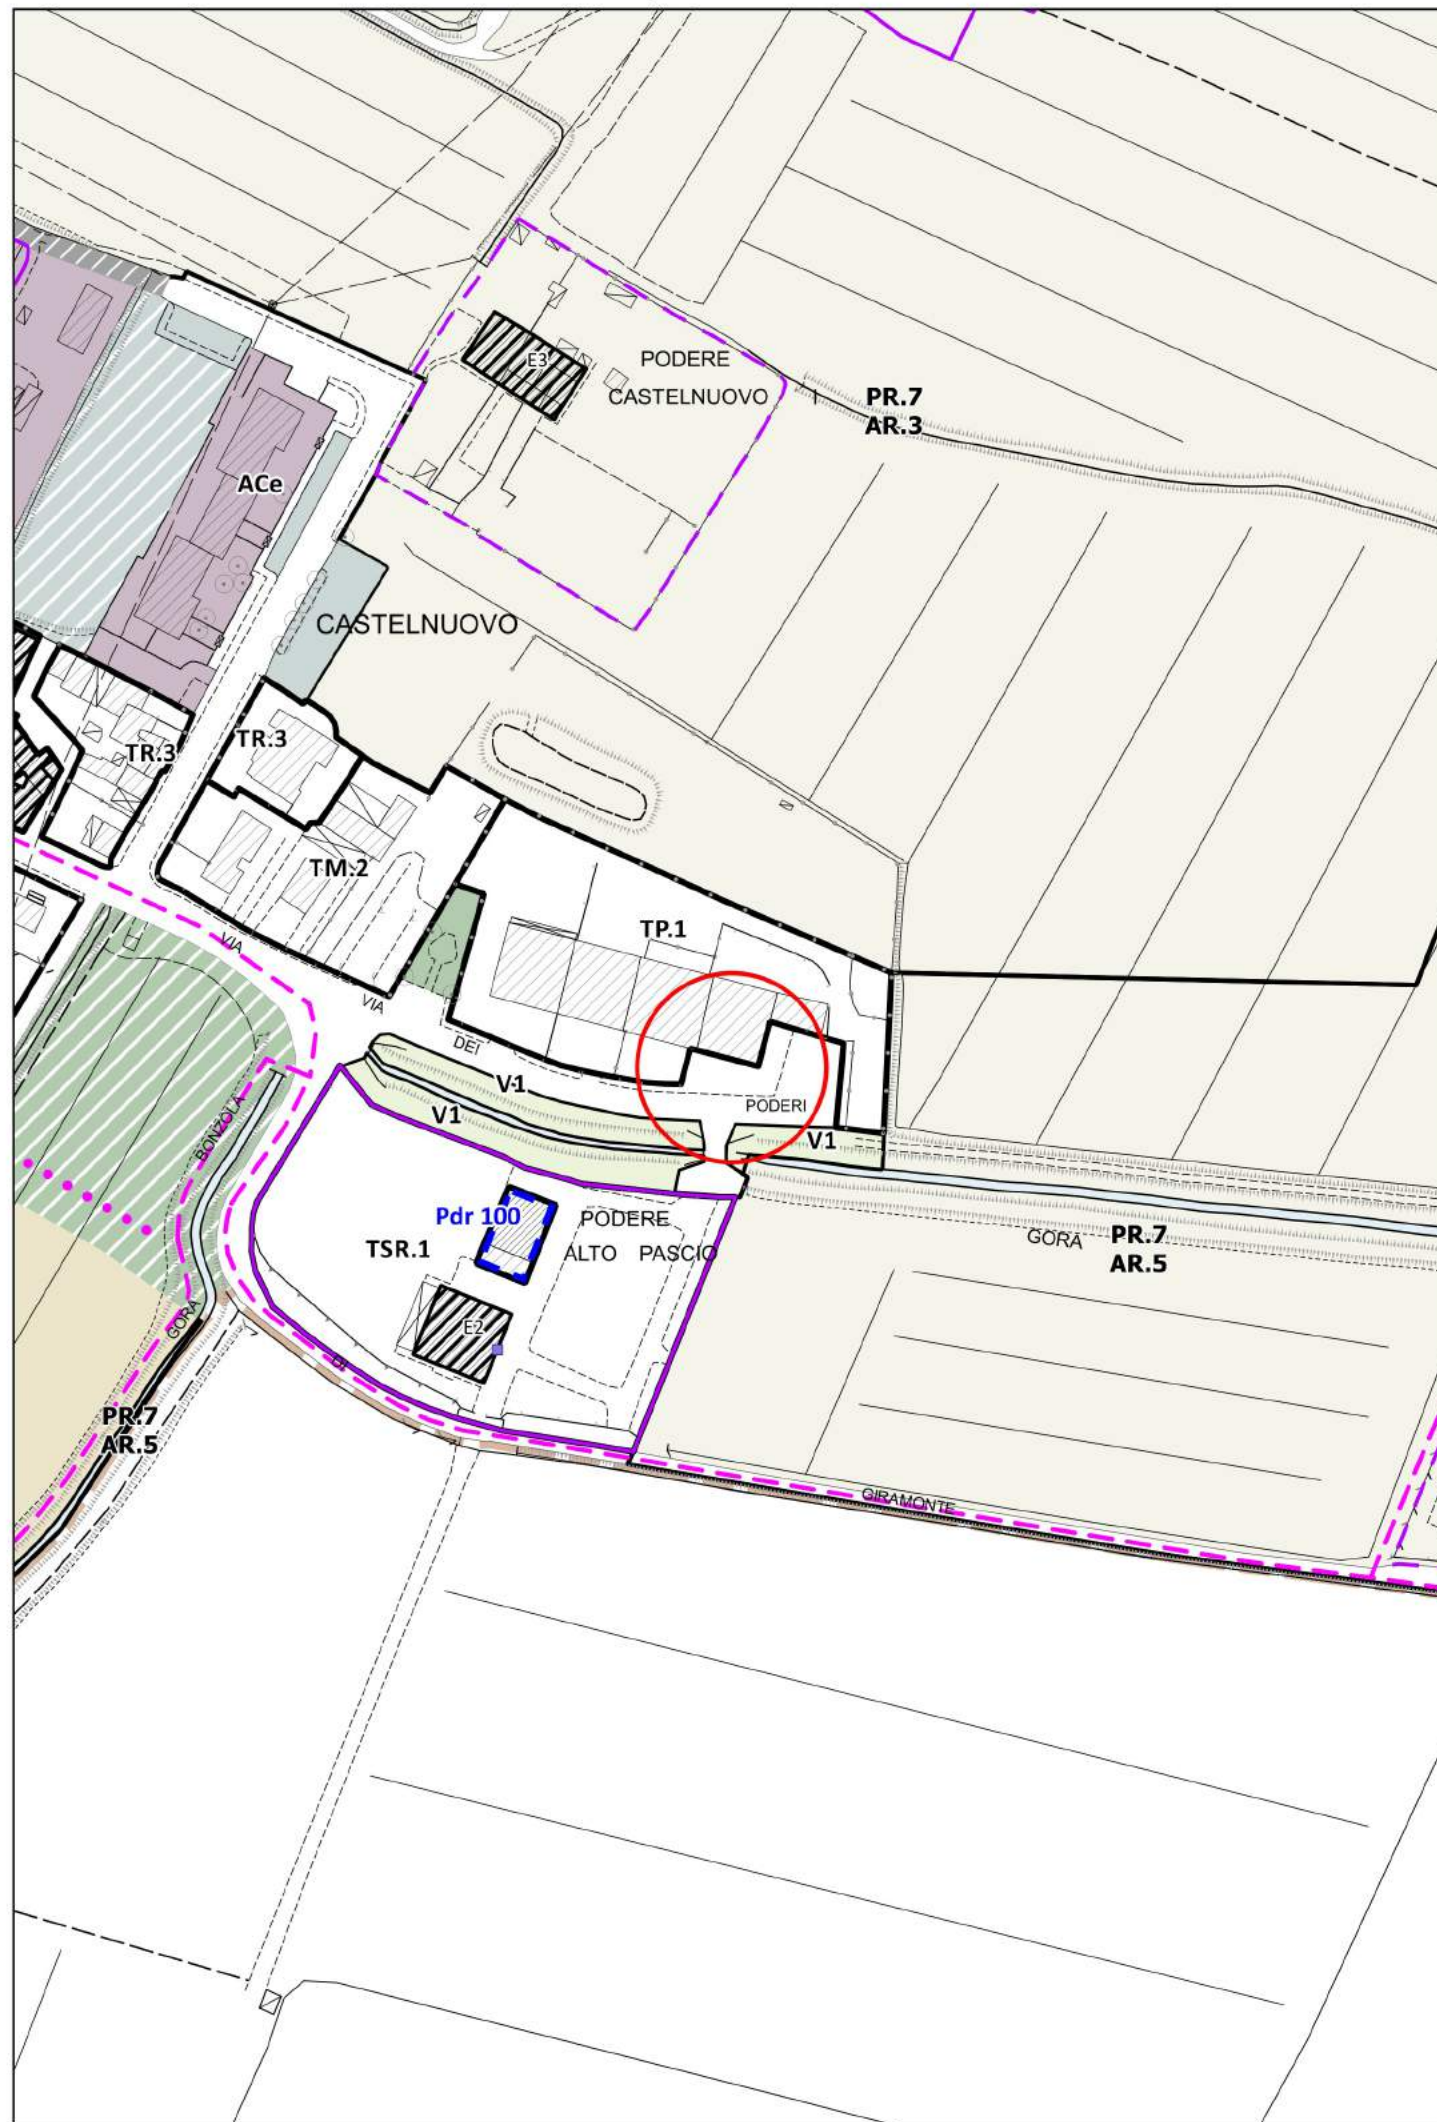 E3
PODERE
CASTELNUOVO
PR.7
AR.3
ACe
CASTELNUOVO
TR.3
TR.3
TM.2
TP.1
VIA
VIA
DEI
PODERI
V1
V1
V1
BONZOLA
GORA
Pdr 100
PODERE
ALTO PASCIO
TSR.1
E2
DI
GORA
PR.7
AR.5
PR.7
AR.5
GIRAMONTE